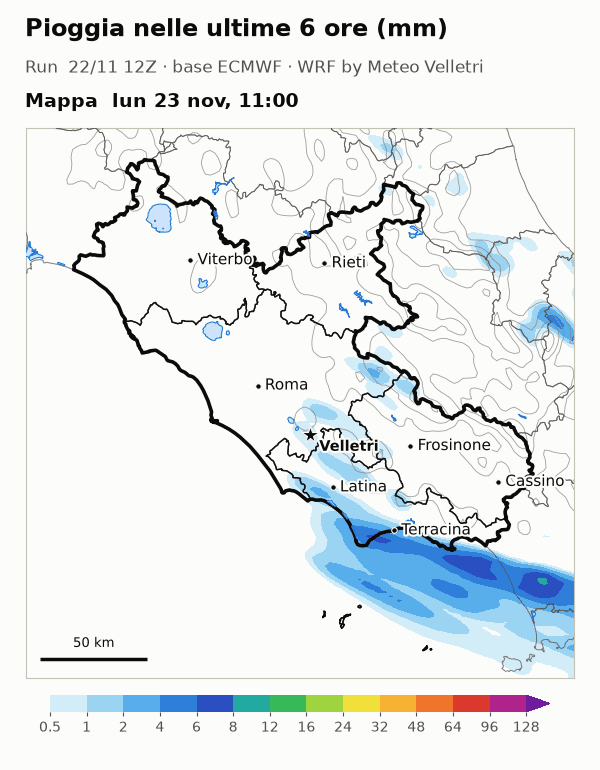 Pioggia nelle ultime 6 ore (mm)
Run  22/11 12Z · base ECMWF · WRF by Meteo Velletri
Mappa  lun 23 nov, 11:00
Viterbo
Rieti
Roma
Velletri
Frosinone
Cassino
Latina
Terracina
50 km
0.5 1 2 4 6 8 12 16 24 32 48 64 96 128